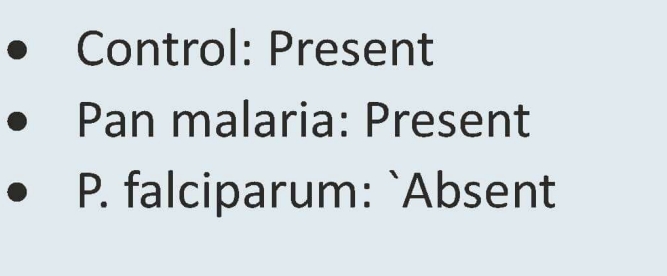 • Control: Present
• Pan malaria: Present
• P. falciparum: `Absent